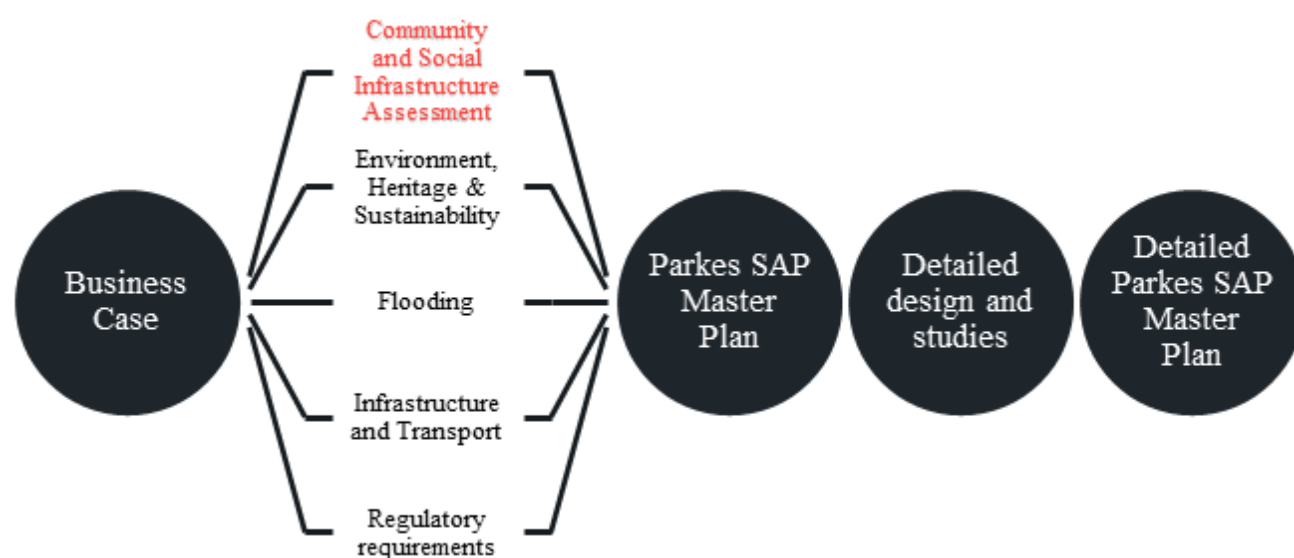 Business
Case
Community
and Social
Infrastructure
Assessment
Environment,
Heritage &
Sustainability
Flooding
Infrastructure
and Transport
Regulatory
requirements
Parkes SAP
Master
Plan
Detailed
design and
studies
Detailed
Parkes SAP
Master
Plan